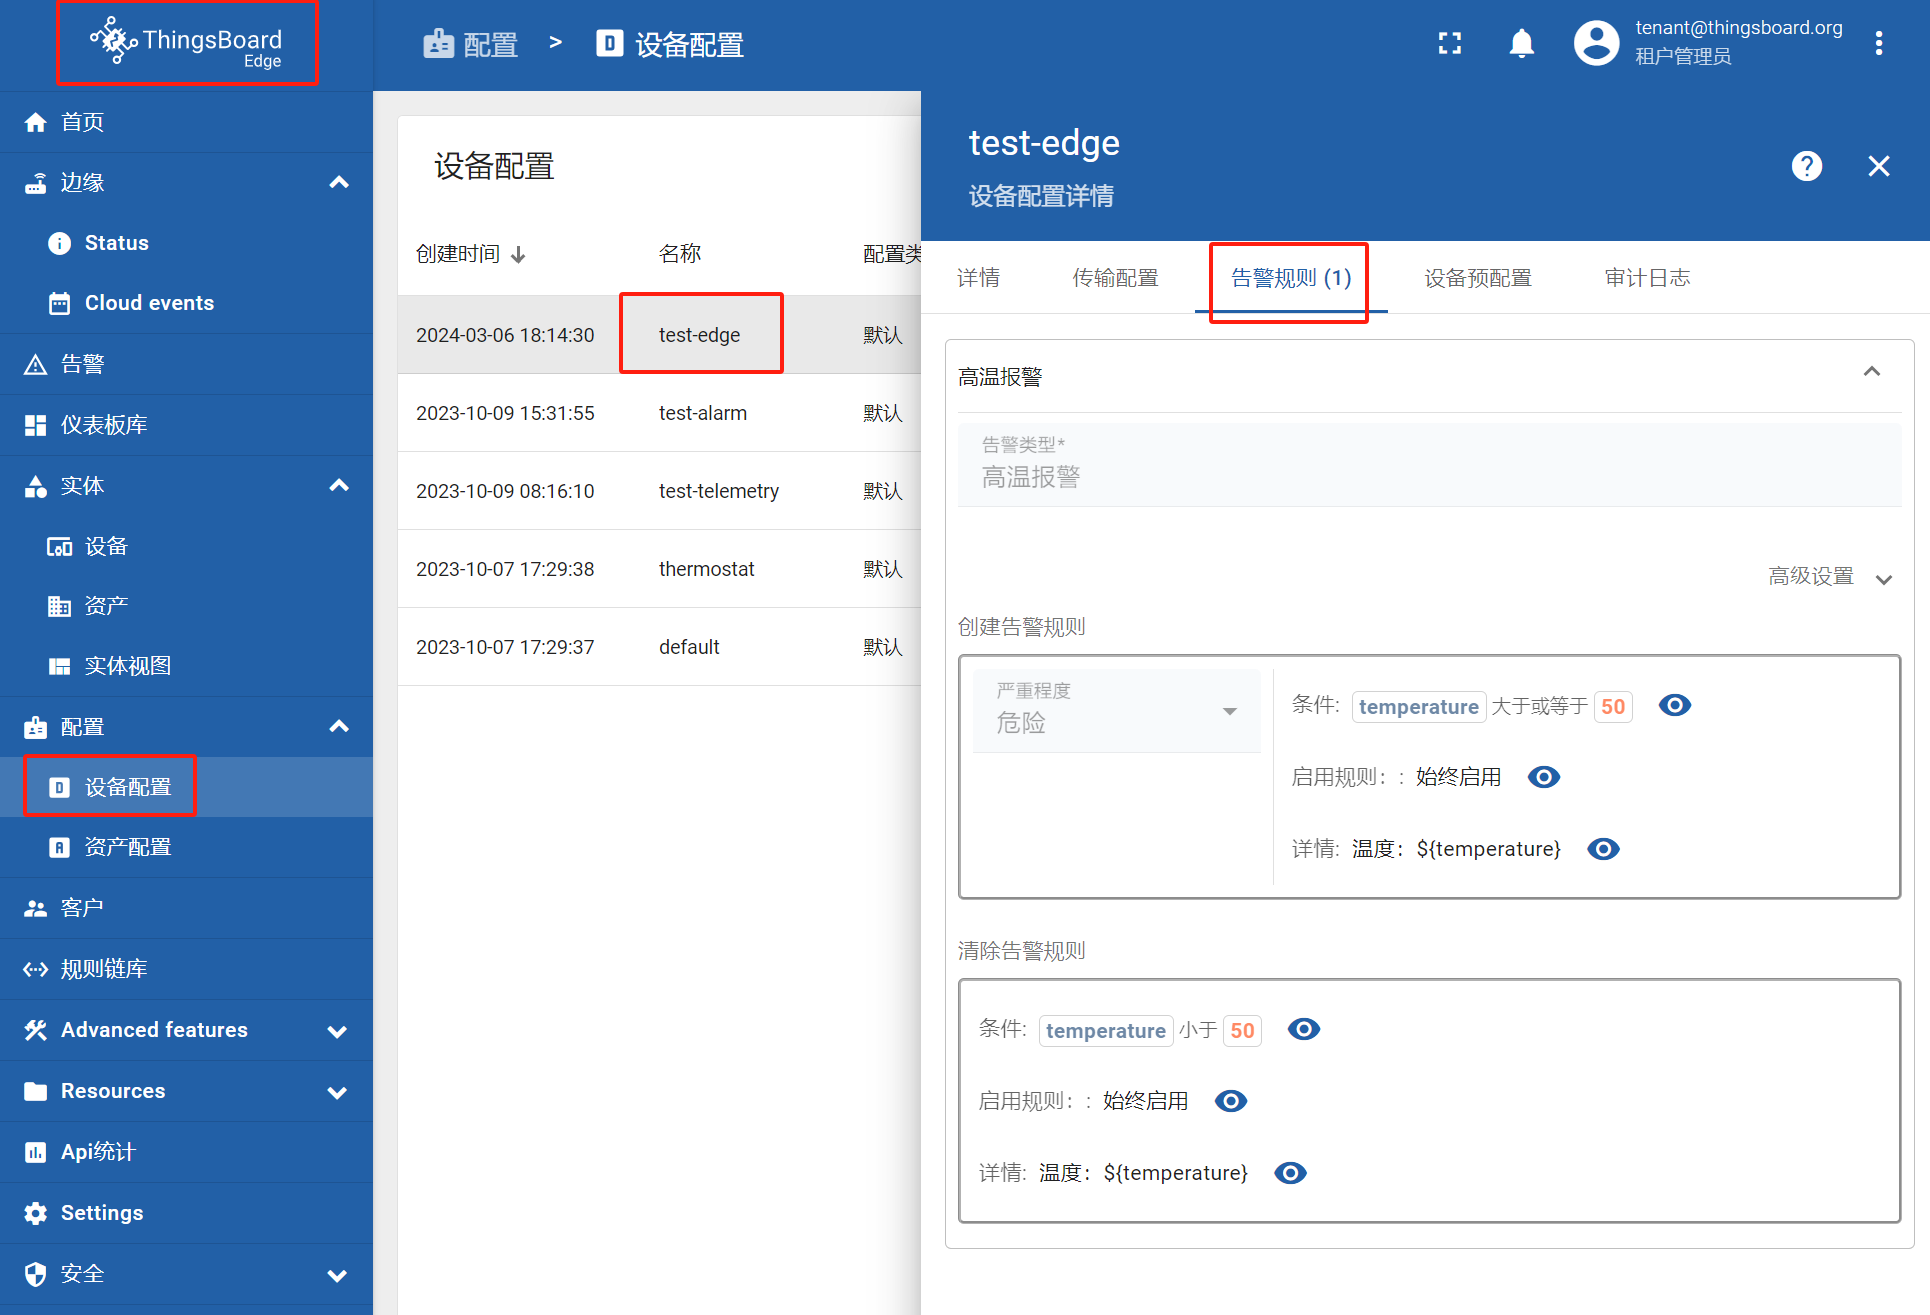 ThingsBoard
Edge
首页
边缘
Status
Cloud events
告警
仪表板库
实体
设备
资产
实体视图
配置
设备配置
资产配置
客户
规则链库
Advanced features
Resources
Api统计
Settings
安全
配置 > 设备配置
tenant@thingsboard.org
租户管理员
设备配置
创建时间 名称 配置类
2024-03-06 18:14:30 test-edge 默认
2023-10-09 15:31:55 test-alarm 默认
2023-10-09 08:16:10 test-telemetry 默认
2023-10-07 17:29:38 thermostat 默认
2023-10-07 17:29:37 default 默认
test-edge
设备配置详情
详情 传输配置 告警规则 (1) 设备预配置 审计日志
高温报警
告警类型*
高温报警
高级设置
创建告警规则
严重程度
危险
条件: temperature 大于或等于 50
启用规则：: 始终启用
详情: 温度：${temperature}
清除告警规则
条件: temperature 小于 50
启用规则：: 始终启用
详情: 温度：${temperature}